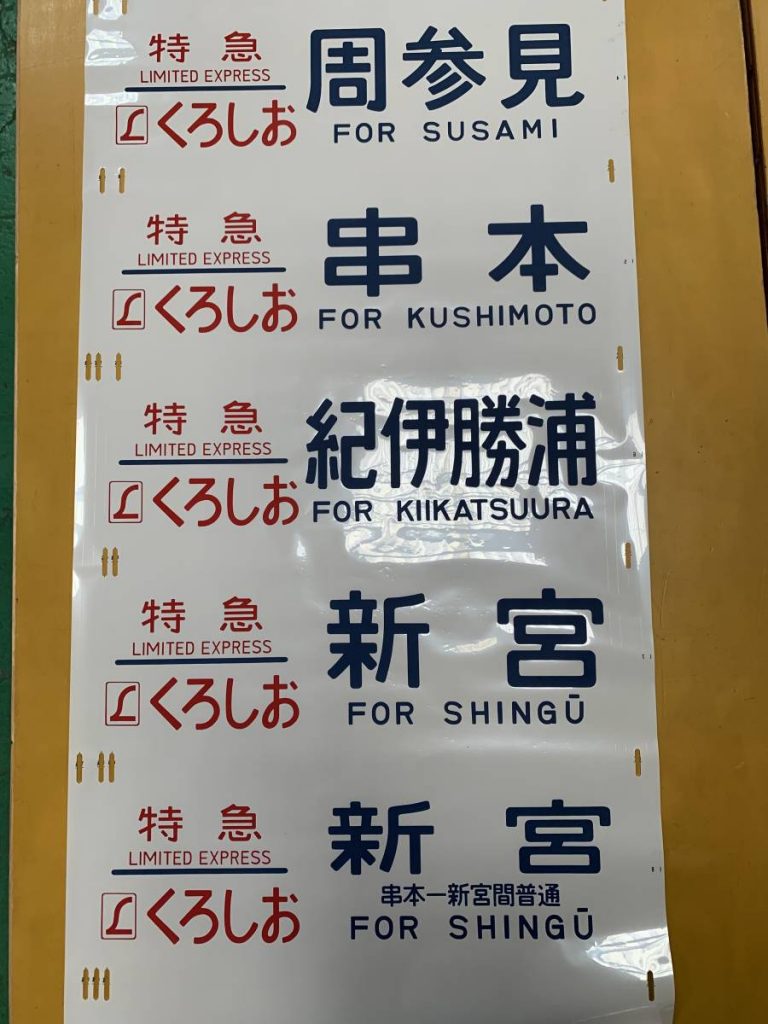 特急 周参見
LIMITED EXPRESS
くろしお FOR SUSAMI
特急 串本
LIMITED EXPRESS
くろしお FOR KUSHIMOTO
特急 紀伊勝浦
LIMITED EXPRESS
くろしお FOR KIIKATSUURA
特急 新宮
LIMITED EXPRESS
くろしお FOR SHINGŪ
特急 新宮
LIMITED EXPRESS
串本ー新宮間普通
くろしお FOR SHINGŪ